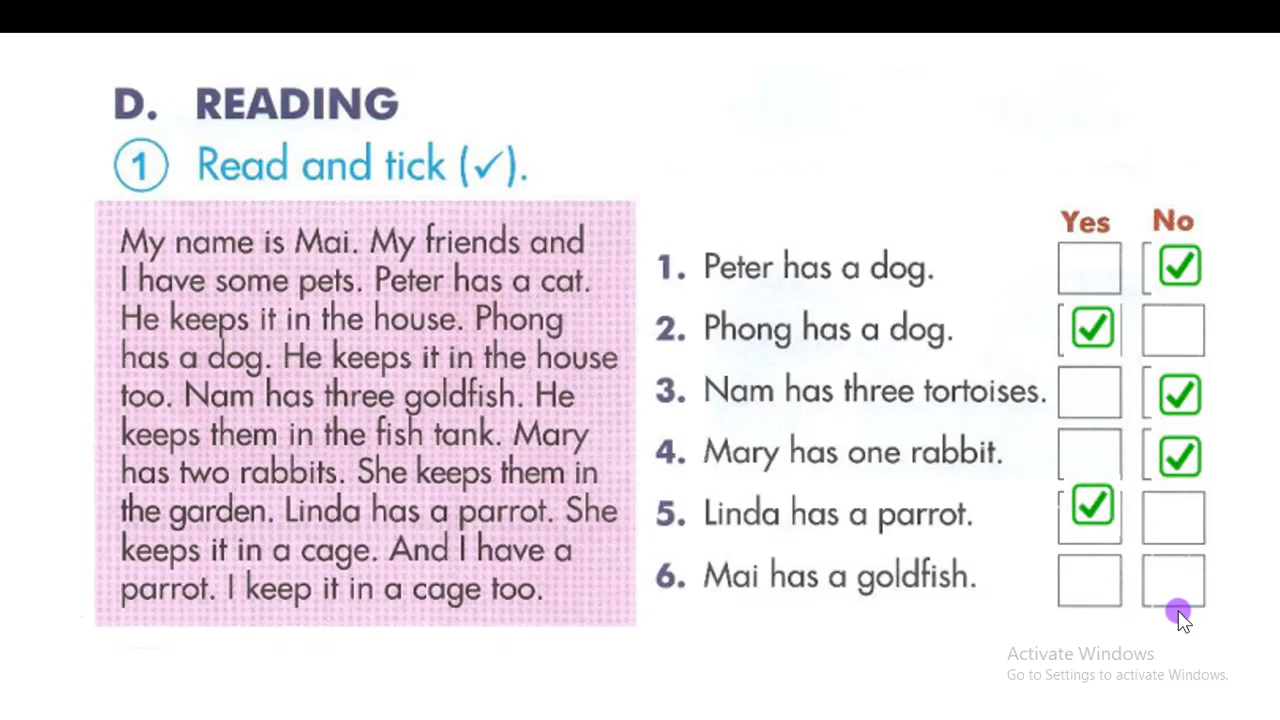 D. READING
1 Read and tick (✓).
My name is Mai. My friends and
I have some pets. Peter has a cat.
He keeps it in the house. Phong
has a dog. He keeps it in the house
too. Nam has three goldfish. He
keeps them in the fish tank. Mary
has two rabbits. She keeps them in
the garden. Linda has a parrot. She
keeps it in a cage. And I have a
parrot. I keep it in a cage too.
Yes No
1. Peter has a dog.
2. Phong has a dog.
3. Nam has three tortoises.
4. Mary has one rabbit.
5. Linda has a parrot.
6. Mai has a goldfish.
Activate Windows
Go to Settings to activate Windows.